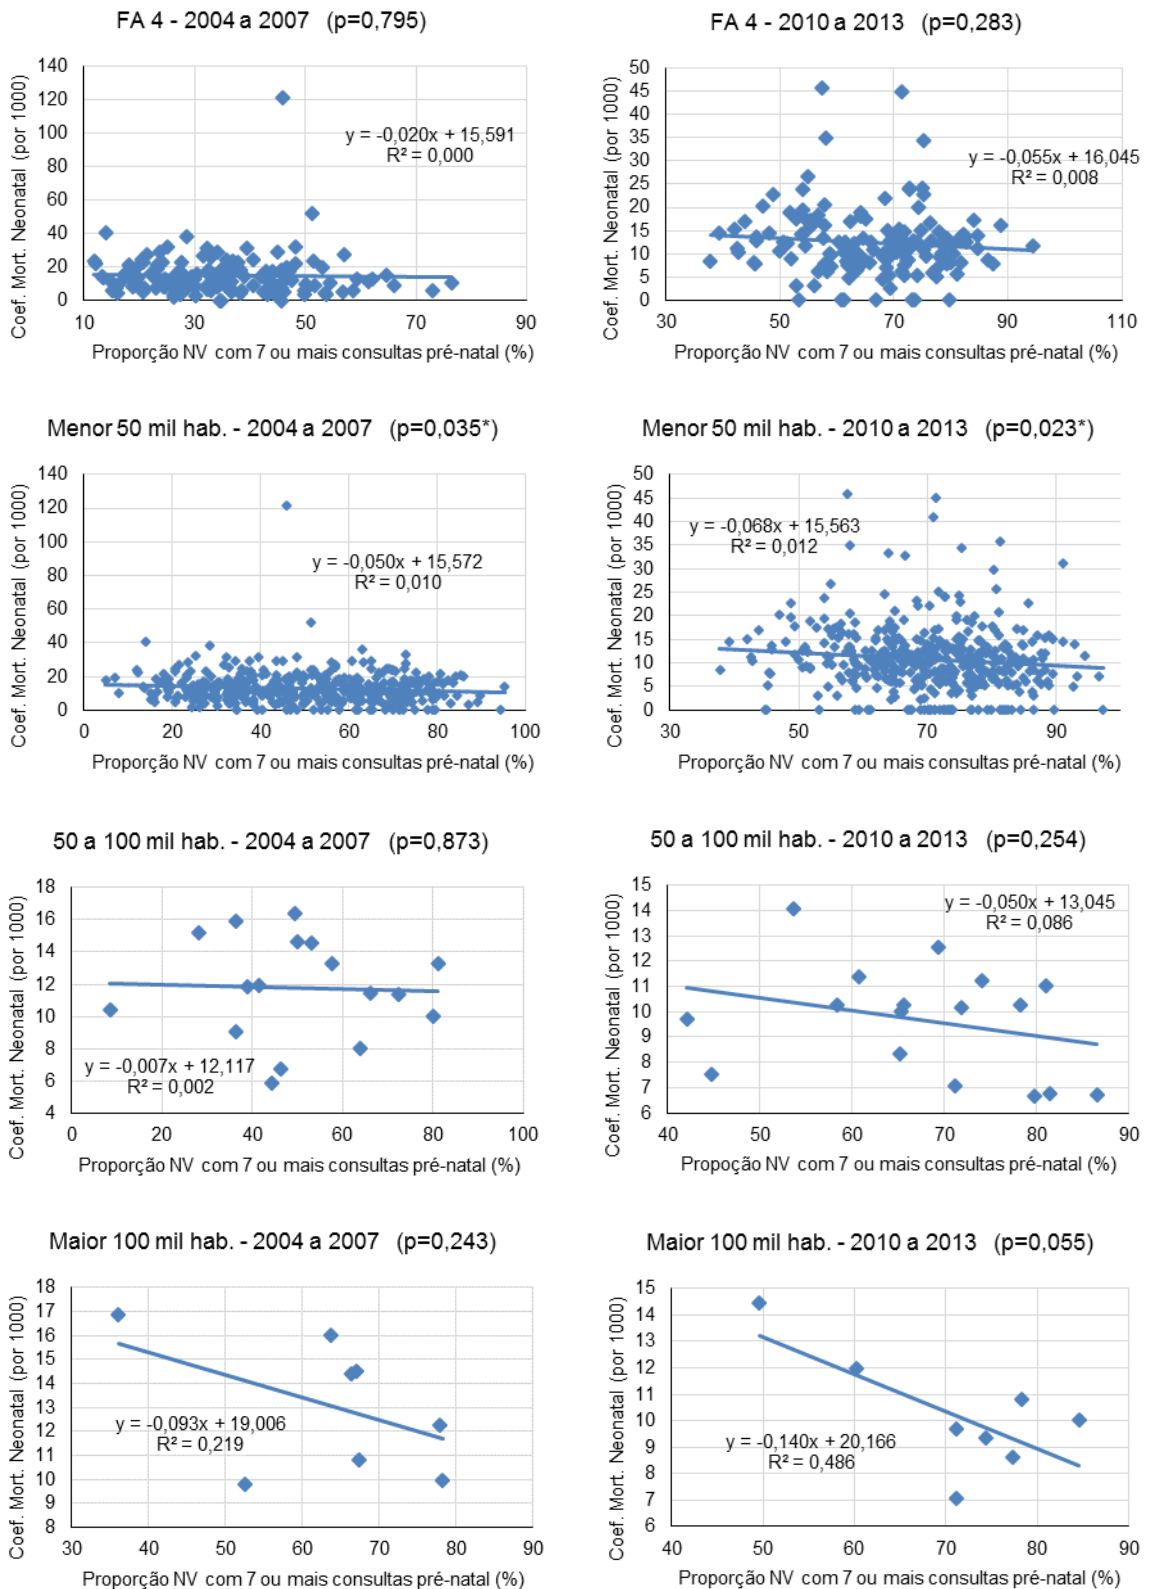 FA 4 - 2004 a 2007 (p=0,795)
Coef. Mort. Neonatal (por 1000)
140
120
100
80
60
40
20
0
y = -0,020x + 15,591
R² = 0,000
10 30 50 70 90
Proporção NV com 7 ou mais consultas pré-natal (%)
FA 4 - 2010 a 2013 (p=0,283)
Coef. Mort. Neonatal (por 1000)
50
45
40
35
30
25
20
15
10
5
0
y = -0,055x + 16,045
R² = 0,008
30 50 70 90 110
Proporção NV com 7 ou mais consultas pré-natal (%)
Menor 50 mil hab. - 2004 a 2007 (p=0,035*)
Coef. Mort. Neonatal (por 1000)
140
120
100
80
60
40
20
0
y = -0,050x + 15,572
R² = 0,010
0 20 40 60 80 100
Proporção NV com 7 ou mais consultas pré-natal (%)
Menor 50 mil hab. - 2010 a 2013 (p=0,023*)
Coef. Mort. Neonatal (por 1000)
50
45
40
35
30
25
20
15
10
5
0
y = -0,068x + 15,563
R² = 0,012
30 50 70 90
Proporção NV com 7 ou mais consultas pré-natal (%)
50 a 100 mil hab. - 2004 a 2007 (p=0,873)
Coef. Mort. Neonatal (por 1000)
18
16
14
12
10
8
6
4
y = -0,007x + 12,117
R² = 0,002
0 20 40 60 80 100
Proporção NV com 7 ou mais consultas pré-natal (%)
50 a 100 mil hab. - 2010 a 2013 (p=0,254)
Coef. Mort. Neonatal (por 1000)
15
14
13
12
11
10
9
8
7
6
y = -0,050x + 13,045
R² = 0,086
40 50 60 70 80 90
Propoção NV com 7 ou mais consultas pré-natal (%)
Maior 100 mil hab. - 2004 a 2007 (p=0,243)
Coef. Mort. Neonatal (por 1000)
18
17
16
15
14
13
12
11
10
9
8
y = -0,093x + 19,006
R² = 0,219
30 40 50 60 70 80 90
Proporção NV com 7 ou mais consultas pré-natal (%)
Maior 100 mil hab. - 2010 a 2013 (p=0,055)
Coef. Mort. Neonatal (por 1000)
15
14
13
12
11
10
9
8
7
6
y = -0,140x + 20,166
R² = 0,486
40 50 60 70 80 90
Proporção NV com 7 ou mais consultas pré-natal (%)